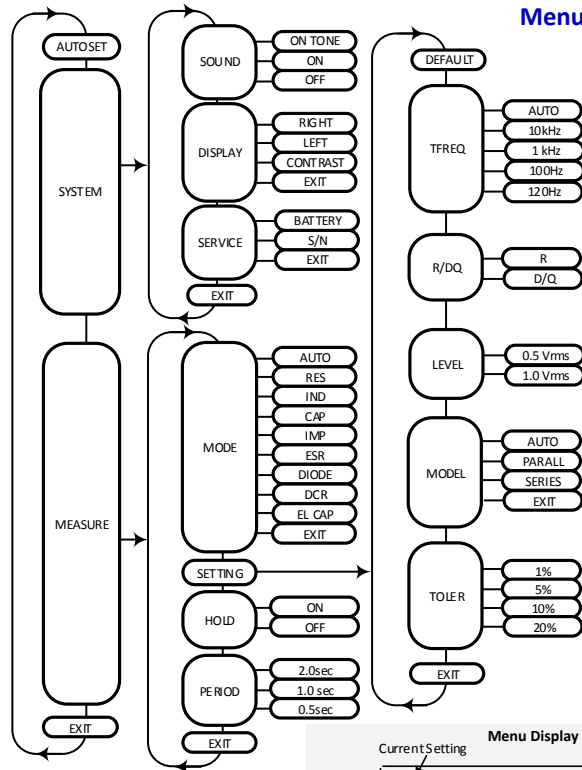 Menu
AUTOSET
SYSTEM
MEASURE
EXIT
SOUND
ON TONE
ON
OFF
DISPLAY
RIGHT
LEFT
CONTRAST
EXIT
SERVICE
BATTERY
S/N
EXIT
EXIT
MODE
AUTO
RES
IND
CAP
IMP
ESR
DIODE
DCR
EL CAP
EXIT
SETTING
HOLD
ON
OFF
PERIOD
2.0sec
1.0 sec
0.5sec
EXIT
DEFAULT
TFREQ
AUTO
10kHz
1 kHz
100Hz
120Hz
R/DQ
R
D/Q
LEVEL
0.5 Vrms
1.0 Vrms
MODEL
AUTO
PARALL
SERIES
EXIT
TOLER
1%
5%
10%
20%
EXIT
Menu Display
Current Setting